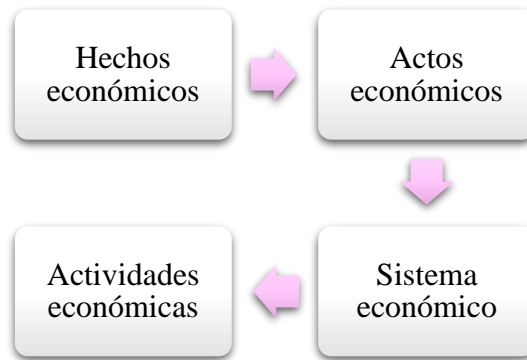 Hechos
económicos
Actos
económicos
Sistema
económico
Actividades
económicas